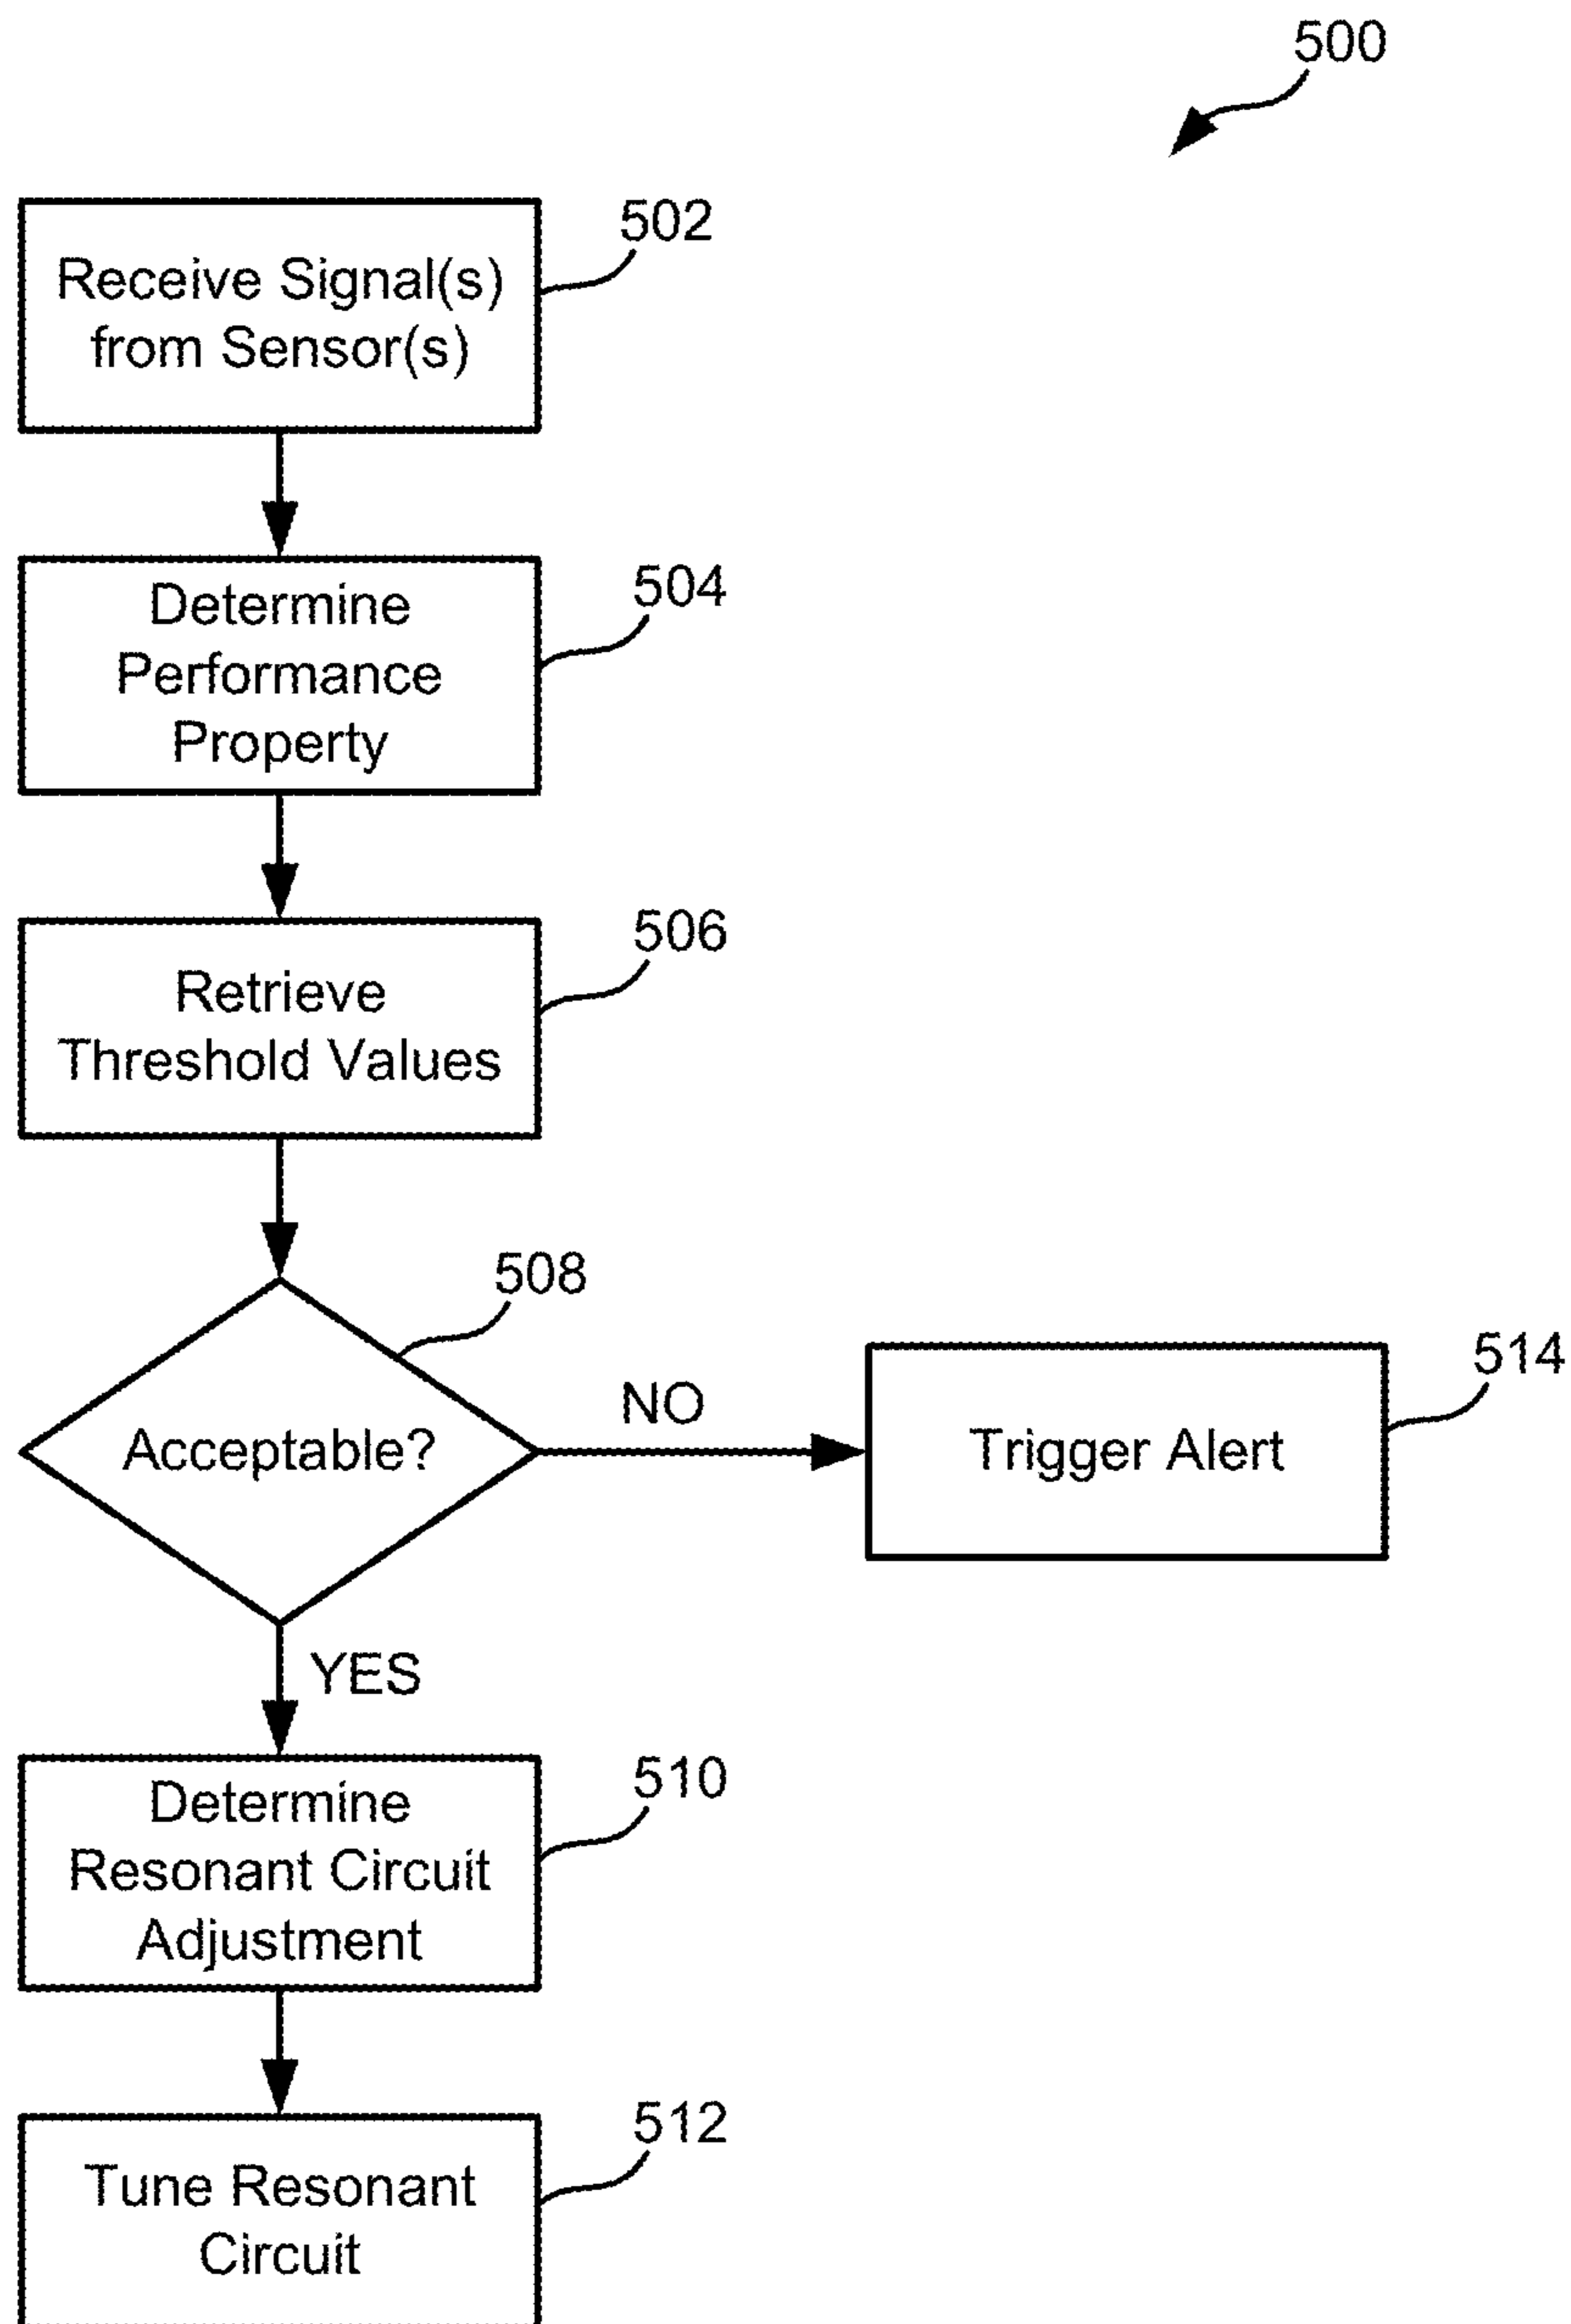 500
502
Receive Signal(s)
from Sensor(s)
504
Determine
Performance
Property
506
Retrieve
Threshold Values
508
Acceptable?
NO
514
Trigger Alert
YES
510
Determine
Resonant Circuit
Adjustment
512
Tune Resonant
Circuit